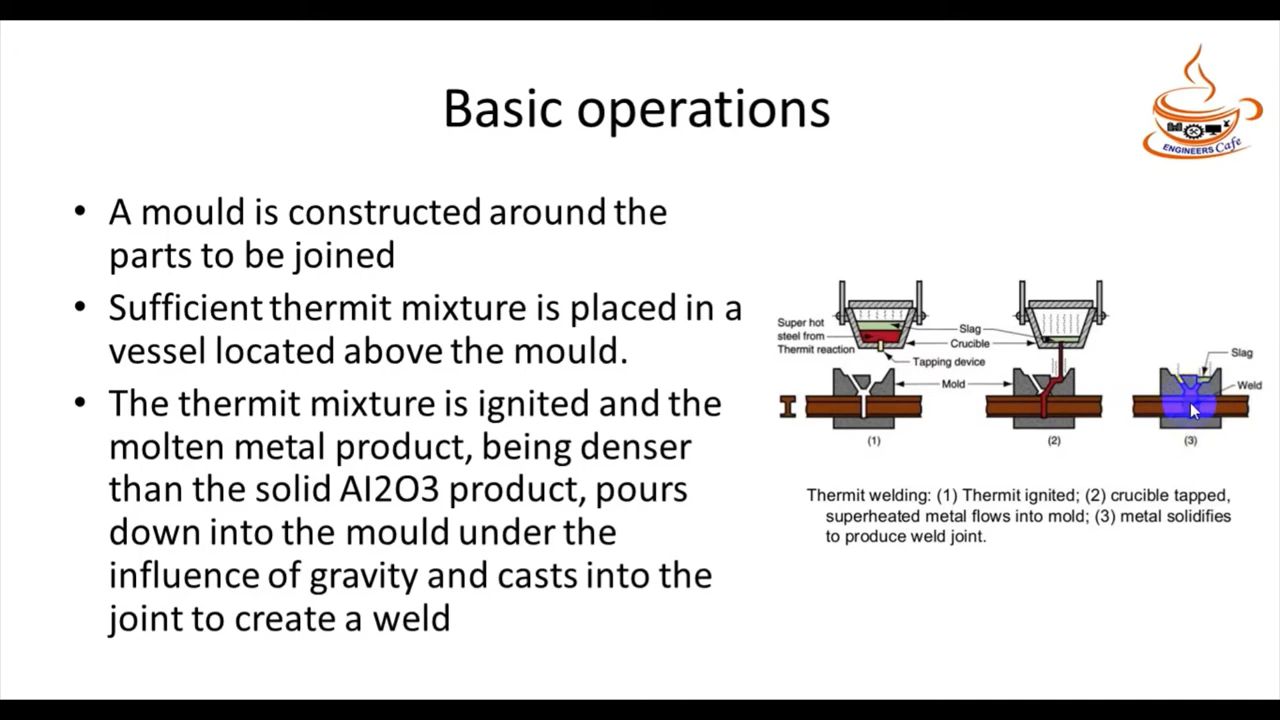 Basic operations
ENGINEERS Cafe
• A mould is constructed around the
parts to be joined
• Sufficient thermit mixture is placed in a
vessel located above the mould.
• The thermit mixture is ignited and the
molten metal product, being denser
than the solid AI2O3 product, pours
down into the mould under the
influence of gravity and casts into the
joint to create a weld
Super hot
steel from
Thermit reaction
Slag
Crucible
Tapping device
Mold
Slag
Weld
(1)
(2)
(3)
Thermit welding: (1) Thermit ignited; (2) crucible tapped,
superheated metal flows into mold; (3) metal solidifies
to produce weld joint.